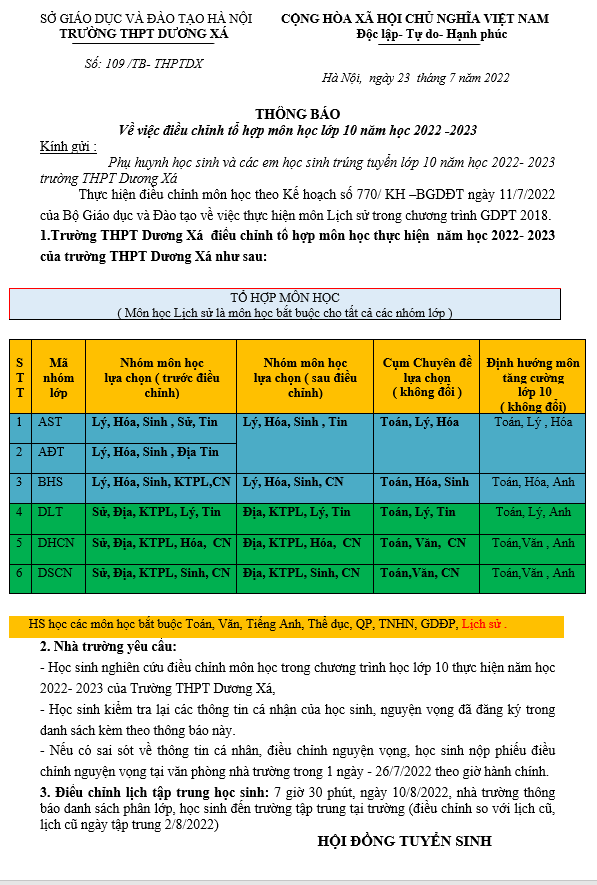 SỞ GIÁO DỤC VÀ ĐÀO TẠO HÀ NỘI
TRƯỜNG THPT DƯƠNG XÁ
CỘNG HÒA XÃ HỘI CHỦ NGHĨA VIỆT NAM
Độc lập- Tự do- Hạnh phúc
Số: 109 /TB- THPTDX
Hà Nội, ngày 23 tháng 7 năm 2022
THÔNG BÁO
Về việc điều chỉnh tổ hợp môn học lớp 10 năm học 2022 -2023
Kính gửi :
Phụ huynh học sinh và các em học sinh trúng tuyển lớp 10 năm học 2022- 2023
trường THPT Dương Xá
Thực hiện điều chỉnh môn học theo Kế hoạch số 770/ KH –BGDĐT ngày 11/7/2022
của Bộ Giáo dục và Đào tạo về việc thực hiện môn Lịch sử trong chương trình GDPT 2018.
1.Trường THPT Dương Xá điều chỉnh tổ hợp môn học thực hiện năm học 2022- 2023
của trường THPT Dương Xá như sau:
TỔ HỢP MÔN HỌC
( Môn học Lịch sử là môn học bắt buộc cho tất cả các nhóm lớp )
S
T
T
Mã
nhóm
lớp
Nhóm môn học
lựa chọn ( trước điều
chỉnh)
Nhóm môn học
lựa chọn ( sau điều
chỉnh)
Cụm Chuyên đề
lựa chọn
( không đổi )
Định hướng môn
tăng cường
lớp 10
( không đổi)
1 AST Lý, Hóa, Sinh , Sử, Tin Lý, Hóa, Sinh , Tin Toán, Lý, Hóa Toán, Lý , Hóa
2 AĐT Lý, Hóa, Sinh , Địa Tin
3 BHS Lý, Hóa, Sinh, KTPL,CN Lý, Hóa, Sinh, CN Toán, Hóa, Sinh Toán, Hóa, Anh
4 DLT Sử, Địa, KTPL, Lý, Tin Địa, KTPL, Lý, Tin Toán, Lý, Tin Toán, Lý, Anh
5 DHCN Sử, Địa, KTPL, Hóa, CN Địa, KTPL, Hóa, CN Toán, Văn, CN Toán,Văn , Anh
6 DSCN Sử, Địa, KTPL, Sinh, CN Địa, KTPL, Sinh, CN Toán,Văn, CN Toán,Văn , Anh
HS học các môn học bắt buộc Toán, Văn, Tiếng Anh, Thể dục, QP, TNHN, GDĐP, Lịch sử .
2. Nhà trường yêu cầu:
- Học sinh nghiên cứu điều chỉnh môn học trong chương trình học lớp 10 thực hiện năm học
2022- 2023 của Trường THPT Dương Xá,
- Học sinh kiểm tra lại các thông tin cá nhận của học sinh, nguyện vọng đã đăng ký trong
danh sách kèm theo thông báo này.
- Nếu có sai sót về thông tin cá nhân, điều chỉnh nguyện vọng, học sinh nộp phiếu điều
chỉnh nguyện vọng tại văn phòng nhà trường trong 1 ngày - 26/7/2022 theo giờ hành chính.
3. Điều chỉnh lịch tập trung học sinh: 7 giờ 30 phút, ngày 10/8/2022, nhà trường thông
báo danh sách phân lớp, học sinh đến trường tập trung tại trường (điều chỉnh so với lịch cũ,
lịch cũ ngày tập trung 2/8/2022)
HỘI ĐỒNG TUYỂN SINH